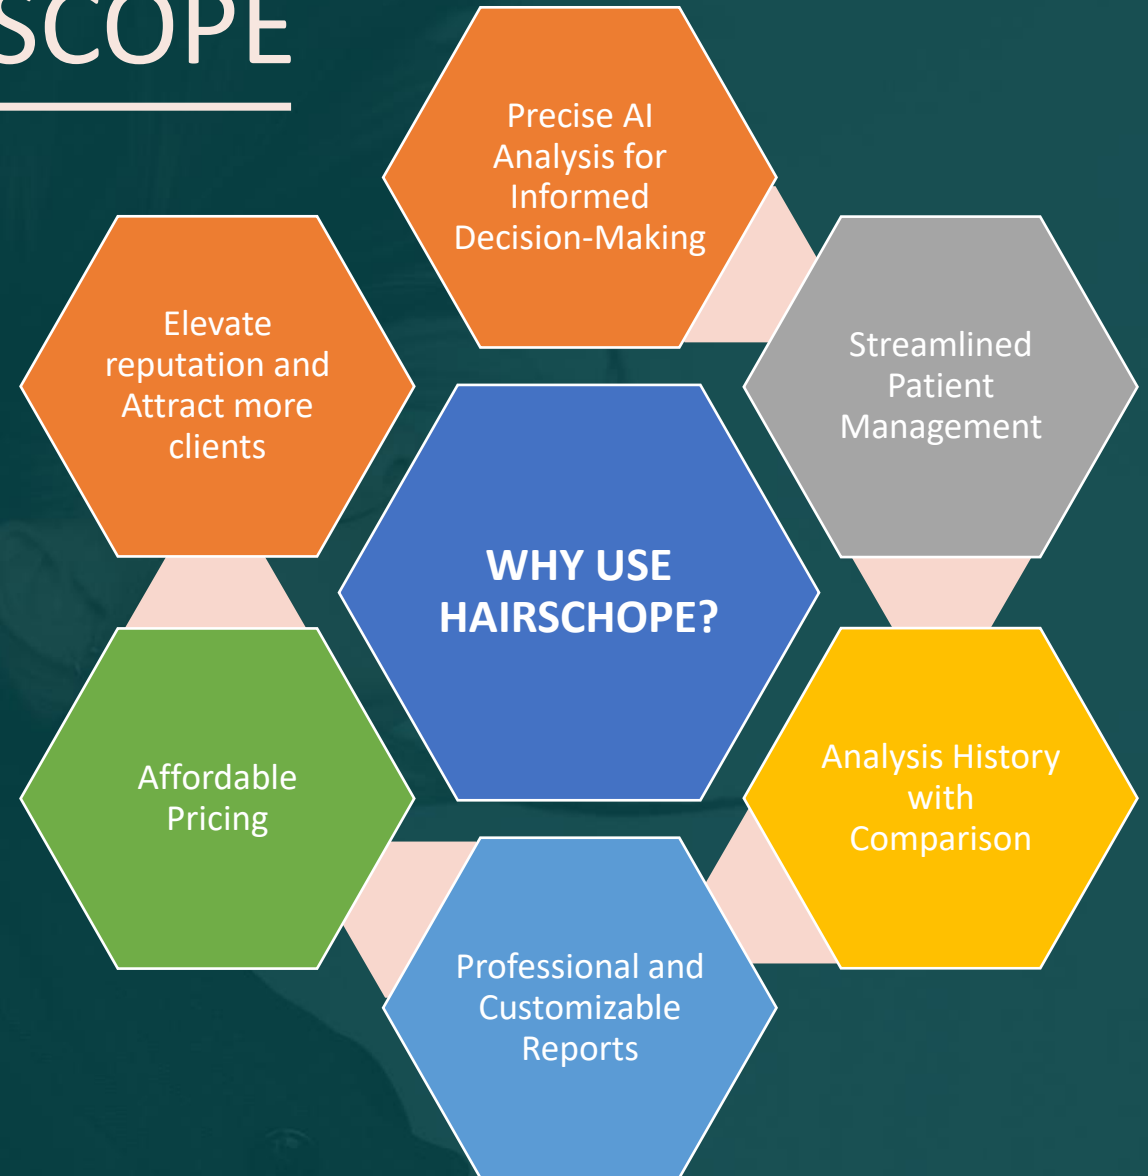 SCOPE
Precise AI
Analysis for
Informed
Decision-Making
Streamlined
Patient
Management
Analysis History
with
Comparison
Professional and
Customizable
Reports
Affordable
Pricing
Elevate
reputation and
Attract more
clients
WHY USE
HAIRSCHOPE?